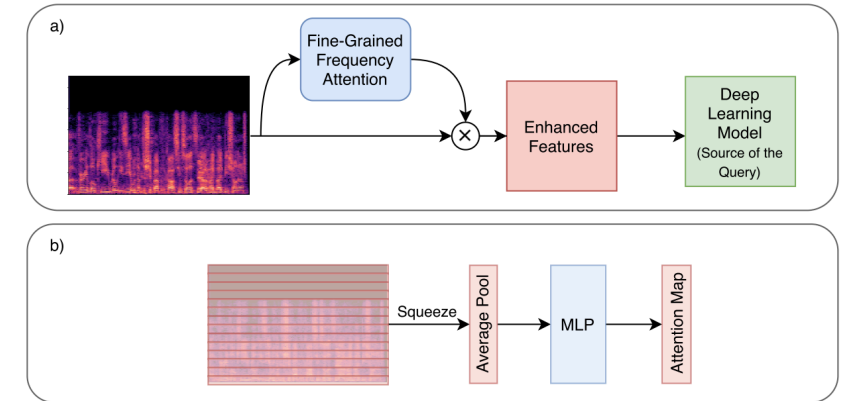 a)
Fine-Grained
Frequency
Attention
×
Enhanced
Features
Deep
Learning
Model
(Source of the
Query)
b)
Squeeze
Average Pool
MLP
Attention Map